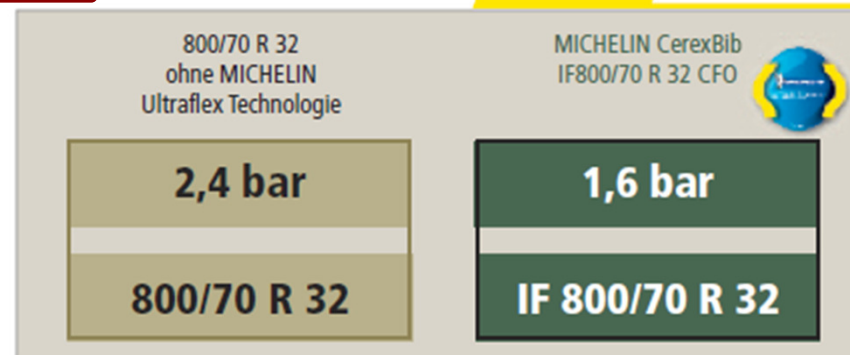 800/70 R 32
ohne MICHELIN
Ultraflex Technologie
2,4 bar
800/70 R 32
MICHELIN CerexBib
IF800/70 R 32 CFO
1,6 bar
IF 800/70 R 32